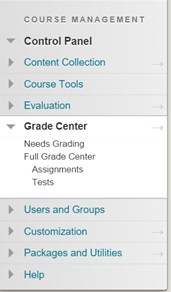 COURSE MANAGEMENT
Control Panel
Content Collection
Course Tools
Evaluation
Grade Center
Needs Grading
Full Grade Center
Assignments
Tests
Users and Groups
Customization
Packages and Utilities
Help